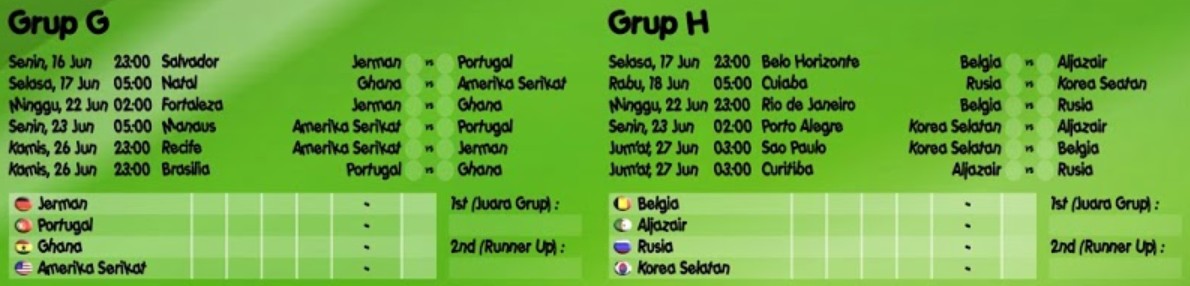 Grup G
Senin, 16 Jun 23:00 Salvador Jerman vs Portugal
Selasa, 17 Jun 05:00 Natal Ghana vs Amerika Serikat
Minggu, 22 Jun 02:00 Fortaleza Jerman vs Ghana
Senin, 23 Jun 05:00 Manaus Amerika Serikat vs Portugal
Kamis, 26 Jun 23:00 Recife Amerika Serikat vs Jerman
Kamis, 26 Jun 23:00 Brasilia Portugal vs Ghana
Jerman -
Portugal
Ghana -
Amerika Serikat -
1st (Juara Grup) :
2nd (Runner Up) :
Grup H
Selasa, 17 Jun 23:00 Belo Horizonte Belgia vs Aljazair
Rabu, 18 Jun 05:00 Cuiaba Rusia vs Korea Seatan
Minggu, 22 Jun 23:00 Rio de Janeiro Belgia vs Rusia
Senin, 23 Jun 02:00 Porto Alegre Korea Selatan vs Aljazair
Jum'at, 27 Jun 03:00 Sao Paulo Korea Selatan vs Belgia
Jum'at, 27 Jun 03:00 Curitiba Aljazair vs Rusia
Belgia -
Aljazair
Rusia -
Korea Selatan -
1st (Juara Grup) :
2nd (Runner Up) :